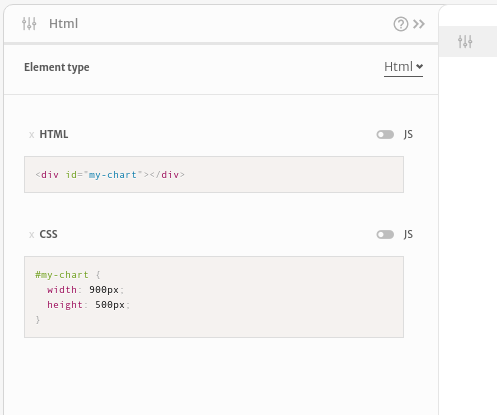 Html
Element type Html
x HTML JS
<div id="my-chart"></div>
x CSS JS
#my-chart {
  width: 900px;
  height: 500px;
}